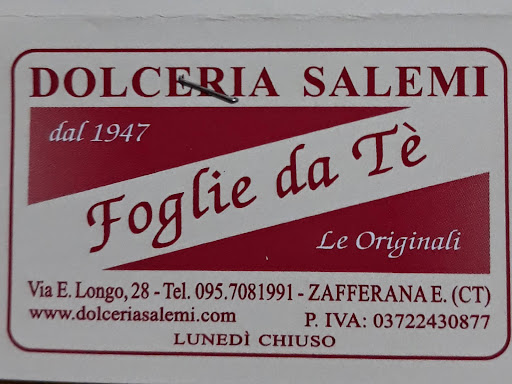 DOLCERIA SALEMI
dal 1947
Foglie da Tè
Le Originali
Via E. Longo, 28 - Tel. 095.7081991 - ZAFFERANA E. (CT)
www.dolceriasalemi.com P. IVA: 03722430877
LUNEDÌ CHIUSO